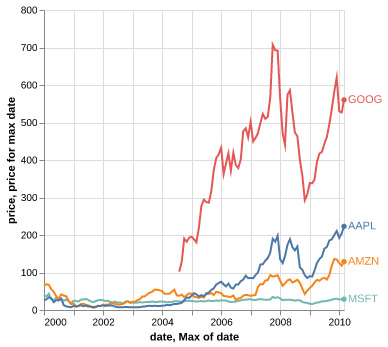 800
700
600
500
400
300
200
100
0
price, price for max date
GOOG
AAPL
AMZN
MSFT
2000 2002 2004 2006 2008 2010
date, Max of date